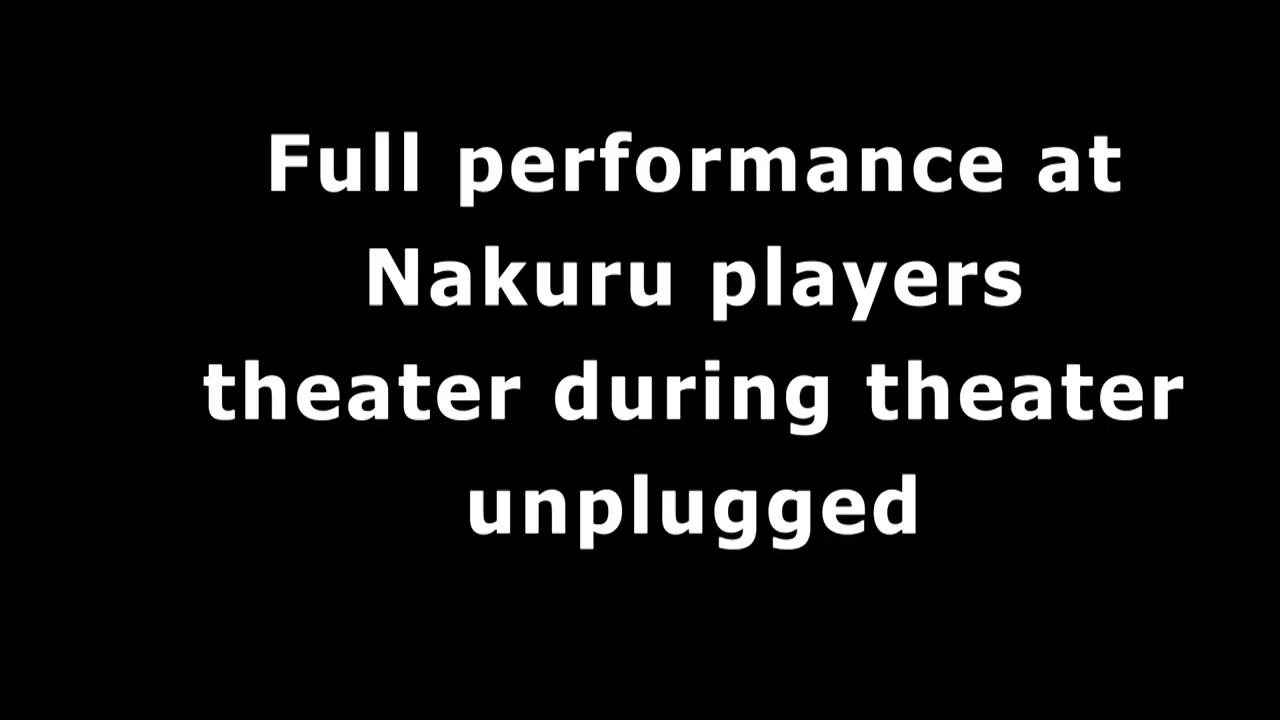 Full performance at
Nakuru players
theater during theater
unplugged